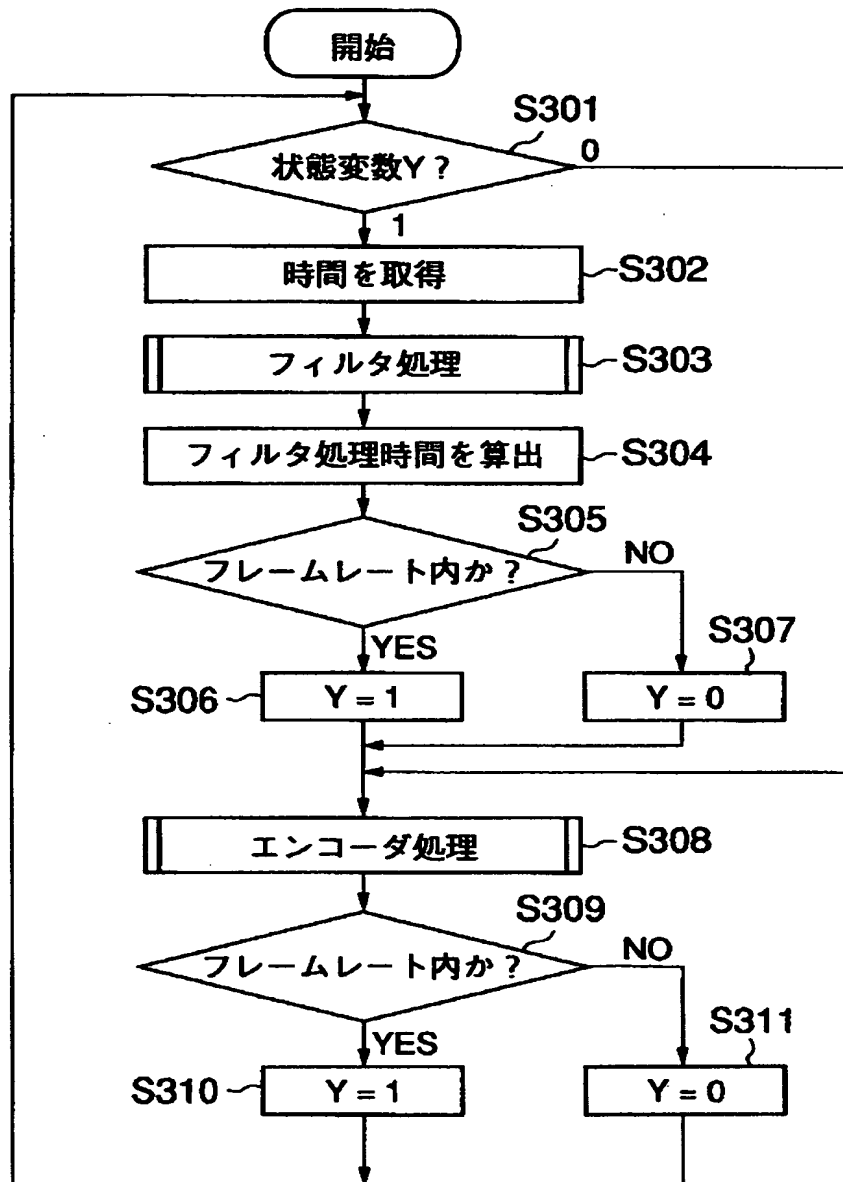 開始
S301
状態変数Y?
0
1
時間を取得
S302
フィルタ処理
S303
フィルタ処理時間を算出
S304
S305
フレームレート内か?
NO
YES
S307
S306
Y = 1
Y = 0
エンコーダ処理
S308
S309
フレームレート内か?
NO
YES
S311
S310
Y = 1
Y = 0